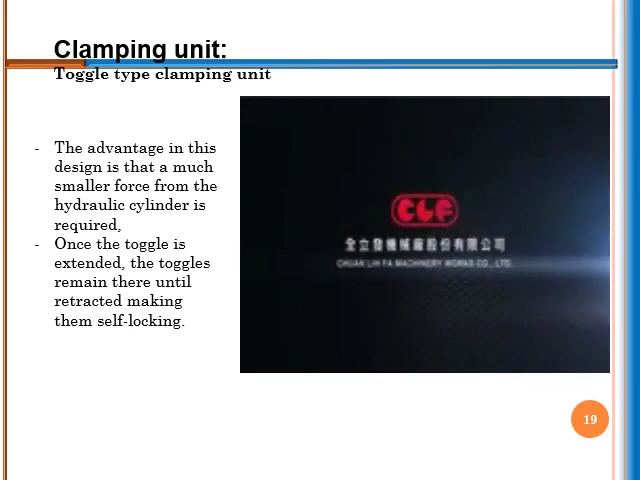 Clamping unit:
Toggle type clamping unit
- The advantage in this
design is that a much
smaller force from the
hydraulic cylinder is
required,
- Once the toggle is
extended, the toggles
remain there until
retracted making
them self-locking.
CLF
全立發機械廠股份有限公司
CHUAN LIH FA MACHINERY WORKS CO., LTD.
19